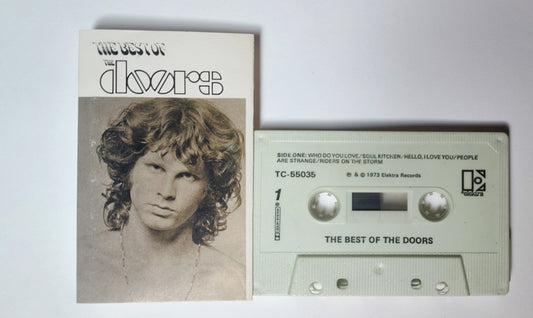 THE BEST OF
THE
doors
SIDE ONE: WHO DO YOU LOVE/SOUL KITCHEN/HELLO, I LOVE YOU/PEOPLE
ARE STRANGE/RIDERS ON THE STORM
TC-55035
℗ & © 1973 Elektra Records
elektra
1
THE BEST OF THE DOORS